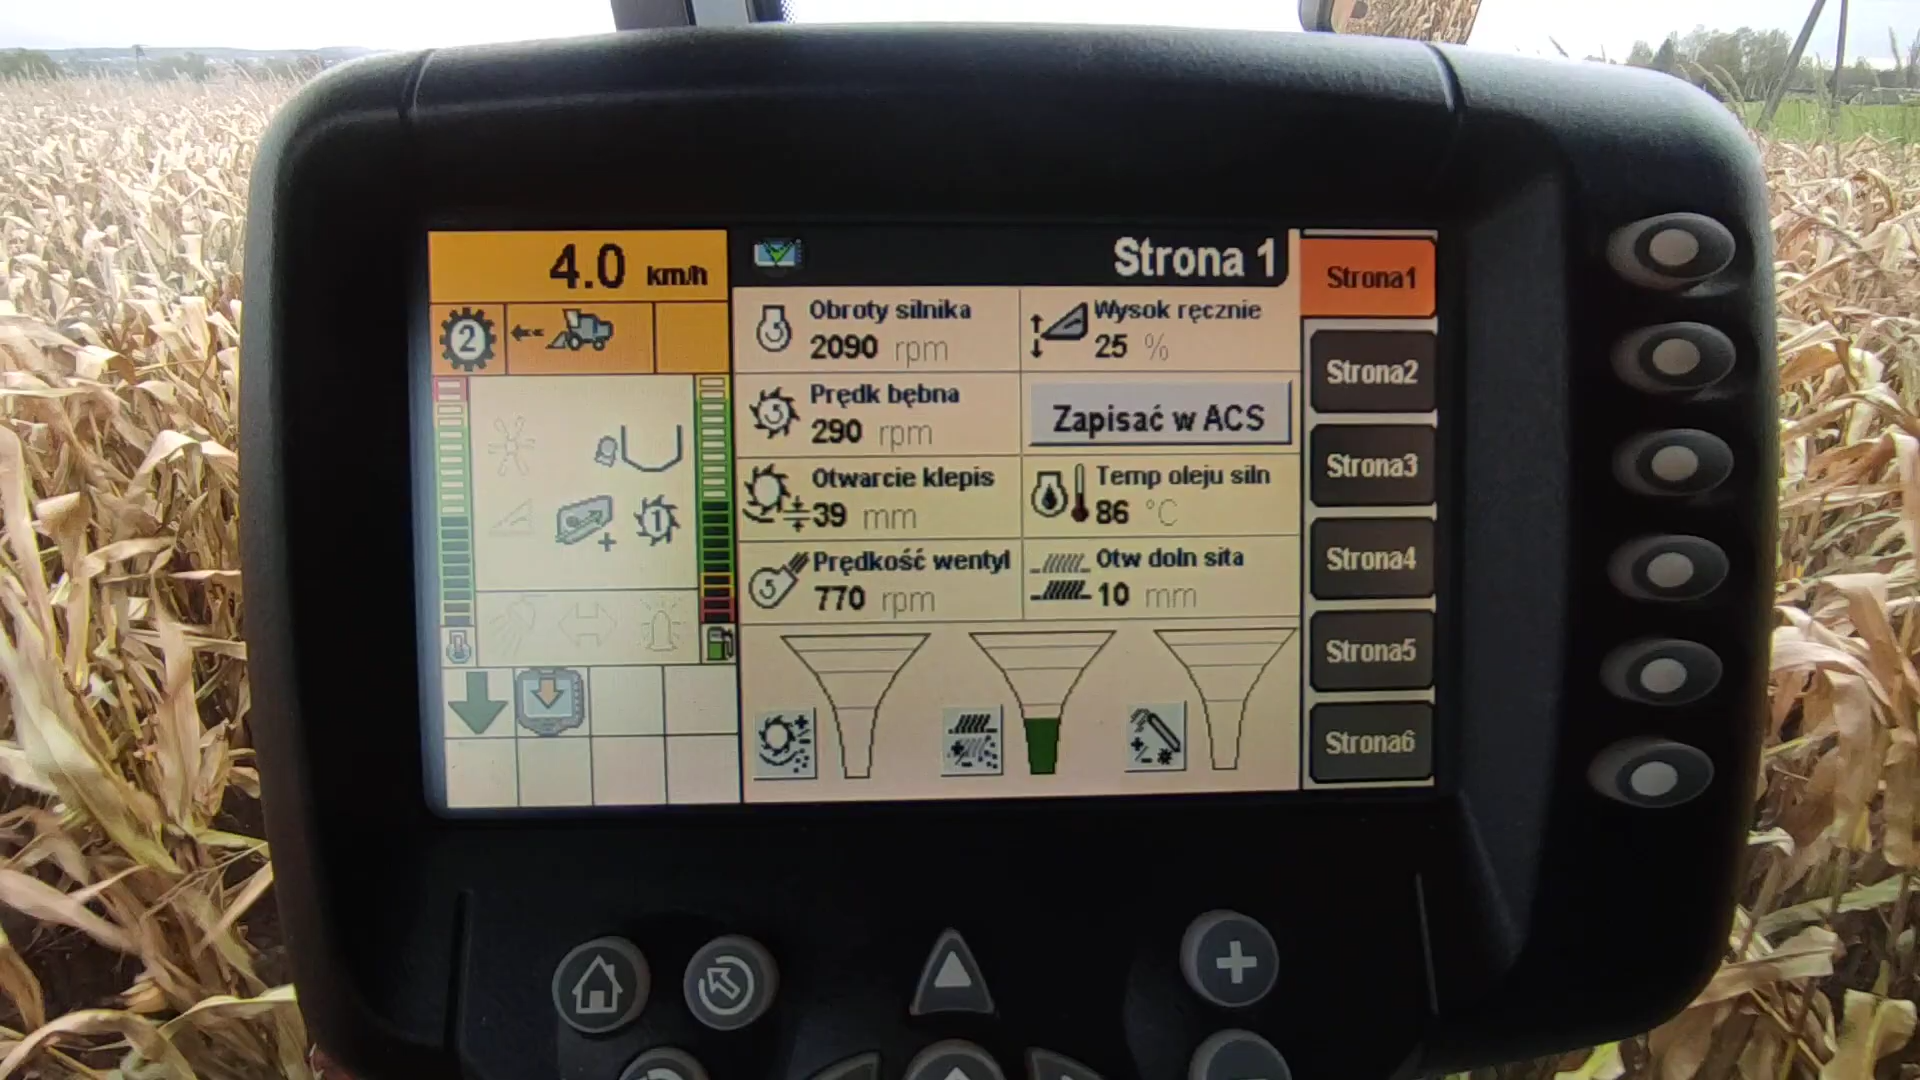 4.0 km/h
2
1
Strona 1
Obroty silnika
2090 rpm
Wysok ręcznie
25 %
Prędk bębna
290 rpm
Zapisać w ACS
Otwarcie klepis
39 mm
Temp oleju siln
86 °C
Prędkość wentyl
770 rpm
Otw doln sita
10 mm
Strona1
Strona2
Strona3
Strona4
Strona5
Strona6